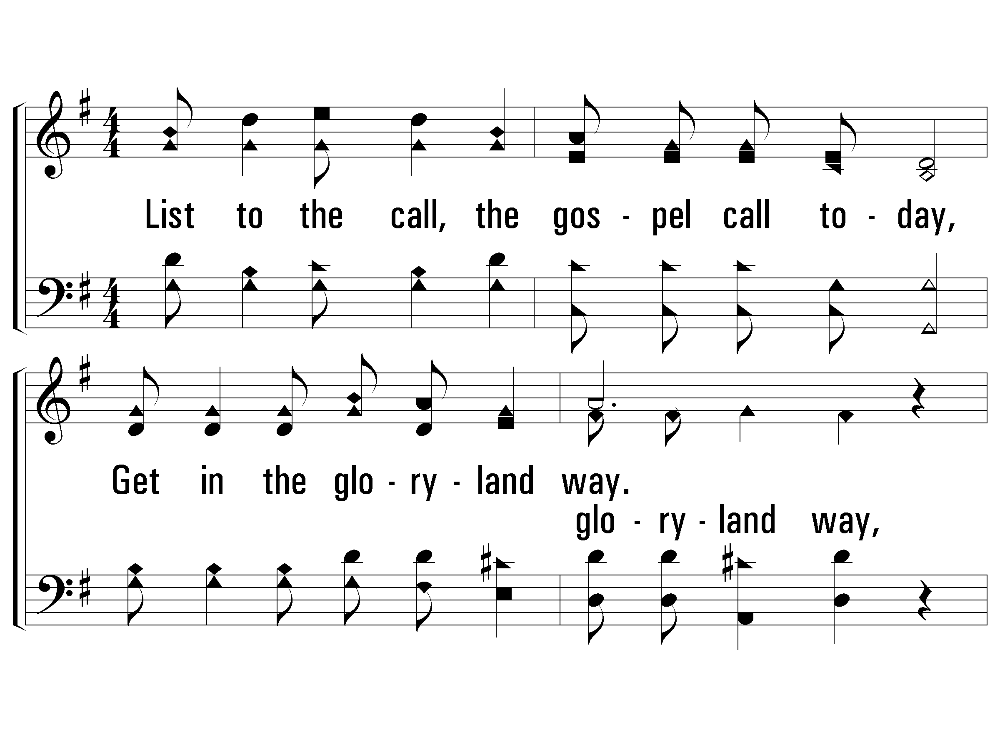 List to the call, the gos - pel call to - day,
Get in the glo - ry - land way.
glo - ry - land way,